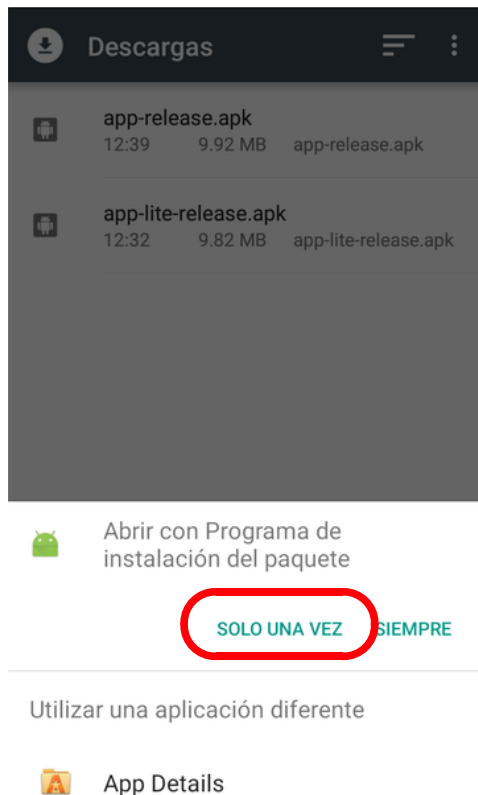 Descargas
app-release.apk
12:39 9.92 MB app-release.apk
app-lite-release.apk
12:32 9.82 MB app-lite-release.apk
Abrir con Programa de
instalación del paquete
SOLO UNA VEZ SIEMPRE
Utilizar una aplicación diferente
App Details